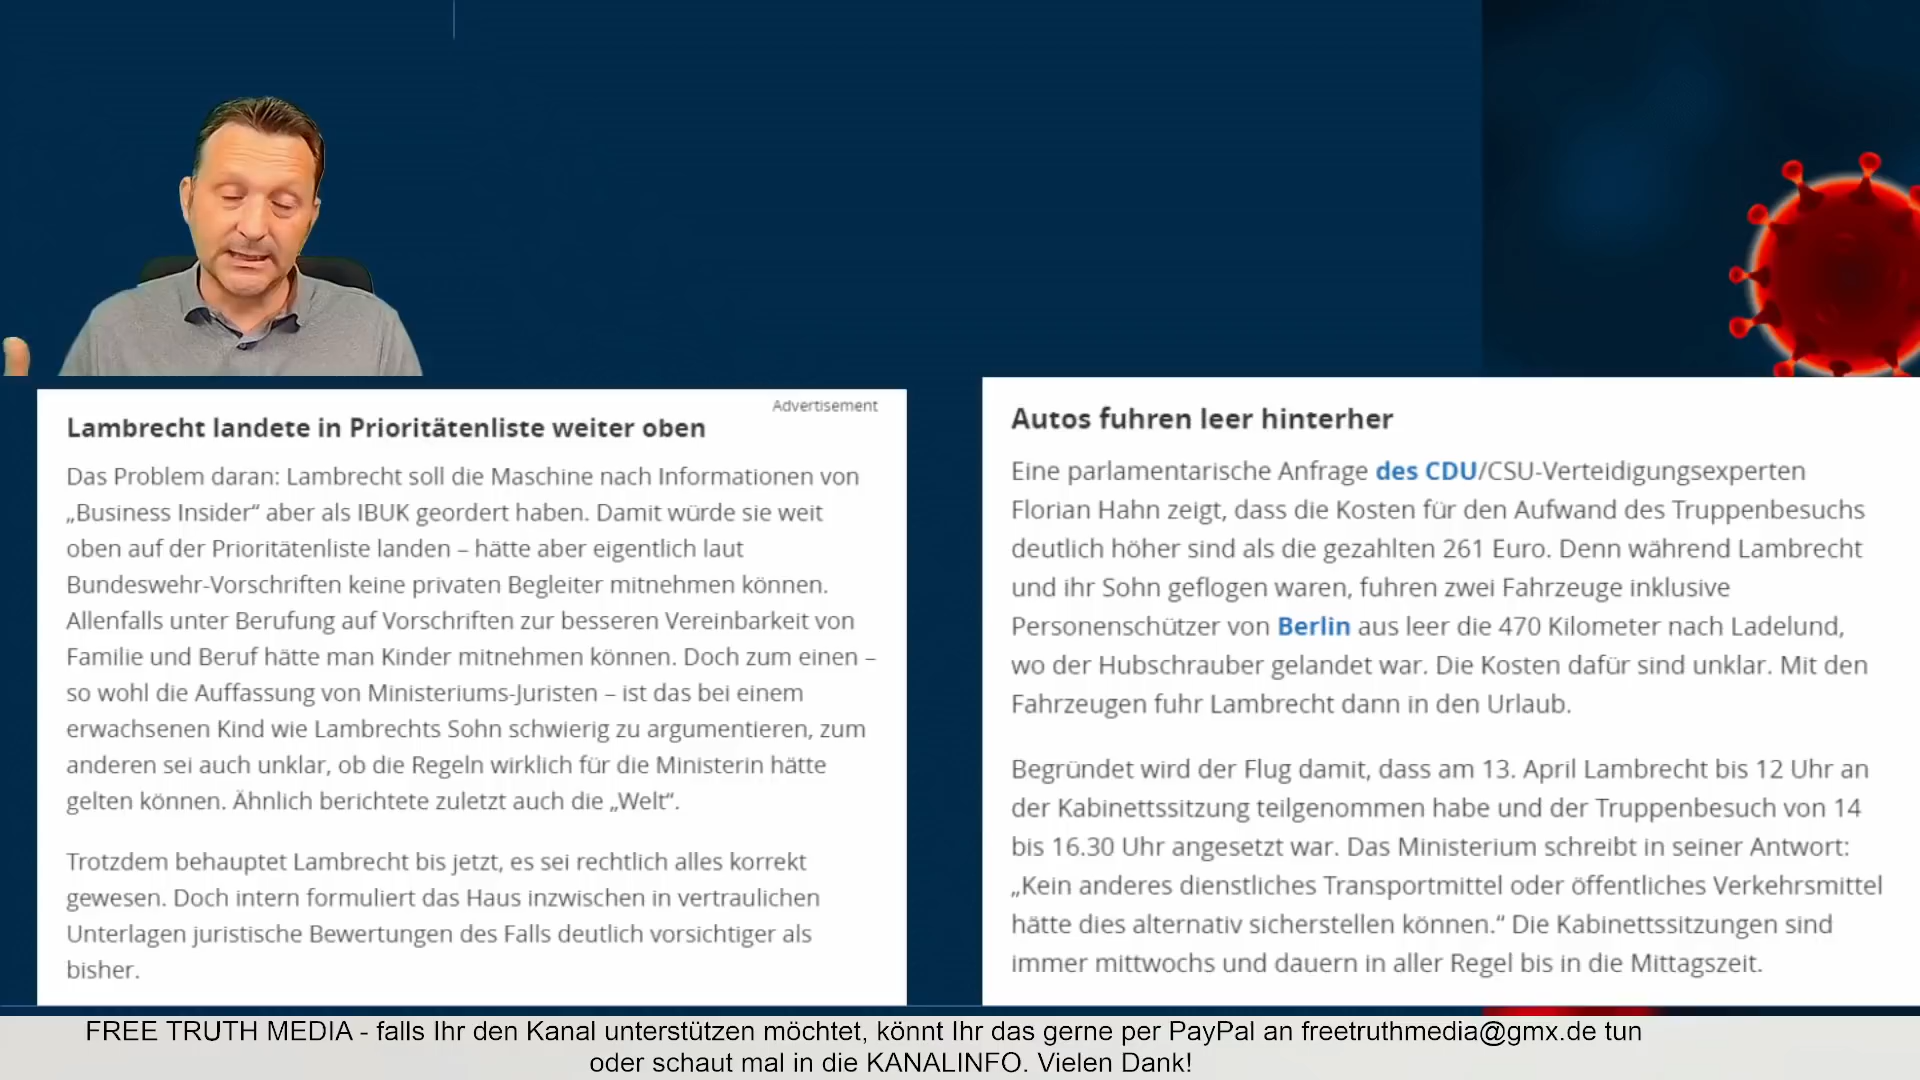 Advertisement
Lambrecht landete in Prioritätenliste weiter oben
Das Problem daran: Lambrecht soll die Maschine nach Informationen von
„Business Insider“ aber als IBUK geordert haben. Damit würde sie weit
oben auf der Prioritätenliste landen – hätte aber eigentlich laut
Bundeswehr-Vorschriften keine privaten Begleiter mitnehmen können.
Allenfalls unter Berufung auf Vorschriften zur besseren Vereinbarkeit von
Familie und Beruf hätte man Kinder mitnehmen können. Doch zum einen –
so wohl die Auffassung von Ministeriums-Juristen – ist das bei einem
erwachsenen Kind wie Lambrechts Sohn schwierig zu argumentieren, zum
anderen sei auch unklar, ob die Regeln wirklich für die Ministerin hätte
gelten können. Ähnlich berichtete zuletzt auch die „Welt“.
Trotzdem behauptet Lambrecht bis jetzt, es sei rechtlich alles korrekt
gewesen. Doch intern formuliert das Haus inzwischen in vertraulichen
Unterlagen juristische Bewertungen des Falls deutlich vorsichtiger als
bisher.
Autos fuhren leer hinterher
Eine parlamentarische Anfrage des CDU/CSU-Verteidigungsexperten
Florian Hahn zeigt, dass die Kosten für den Aufwand des Truppenbesuchs
deutlich höher sind als die gezahlten 261 Euro. Denn während Lambrecht
und ihr Sohn geflogen waren, fuhren zwei Fahrzeuge inklusive
Personenschützer von Berlin aus leer die 470 Kilometer nach Ladelund,
wo der Hubschrauber gelandet war. Die Kosten dafür sind unklar. Mit den
Fahrzeugen fuhr Lambrecht dann in den Urlaub.
Begründet wird der Flug damit, dass am 13. April Lambrecht bis 12 Uhr an
der Kabinettssitzung teilgenommen habe und der Truppenbesuch von 14
bis 16.30 Uhr angesetzt war. Das Ministerium schreibt in seiner Antwort:
„Kein anderes dienstliches Transportmittel oder öffentliches Verkehrsmittel
hätte dies alternativ sicherstellen können.“ Die Kabinettssitzungen sind
immer mittwochs und dauern in aller Regel bis in die Mittagszeit.
FREE TRUTH MEDIA - falls Ihr den Kanal unterstützen möchtet, könnt Ihr das gerne per PayPal an freetruthmedia@gmx.de tun
oder schaut mal in die KANALINFO. Vielen Dank!